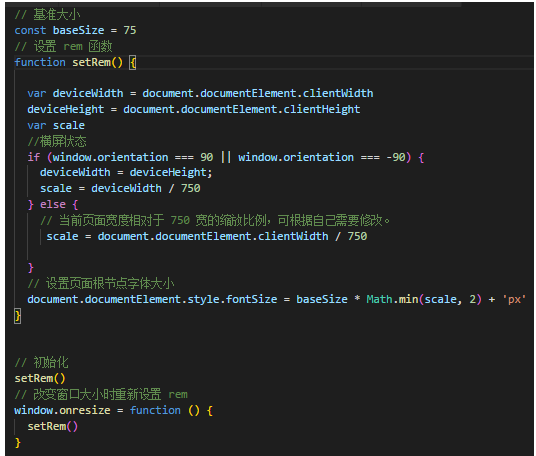 // 基准大小
const baseSize = 75
// 设置 rem 函数
function setRem() {
var deviceWidth = document.documentElement.clientWidth
deviceHeight = document.documentElement.clientHeight
var scale
//横屏状态
if (window.orientation === 90 || window.orientation === -90) {
deviceWidth = deviceHeight;
scale = deviceWidth / 750
} else {
// 当前页面宽度相对于 750 宽的缩放比例，可根据自己需要修改。
scale = document.documentElement.clientWidth / 750
}
// 设置页面根节点字体大小
document.documentElement.style.fontSize = baseSize * Math.min(scale, 2) + 'px'
}
// 初始化
setRem()
// 改变窗口大小时重新设置 rem
window.onresize = function () {
setRem()
}